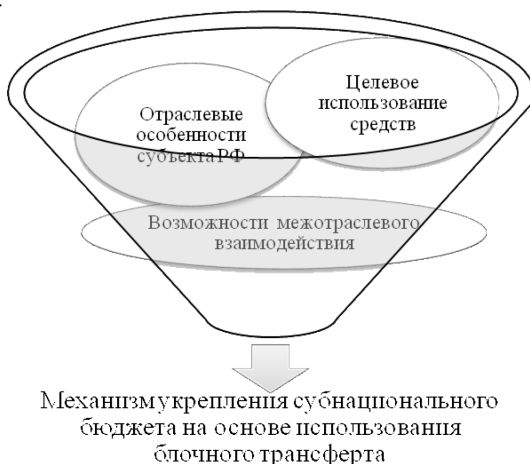 Отраслевые
особенности
субъекта РФ
Целевое
использование
средств
Возможности межотраслевого
взаимодействия
Механизм укрепления субнационального
бюджета на основе использования
блочного трансферта